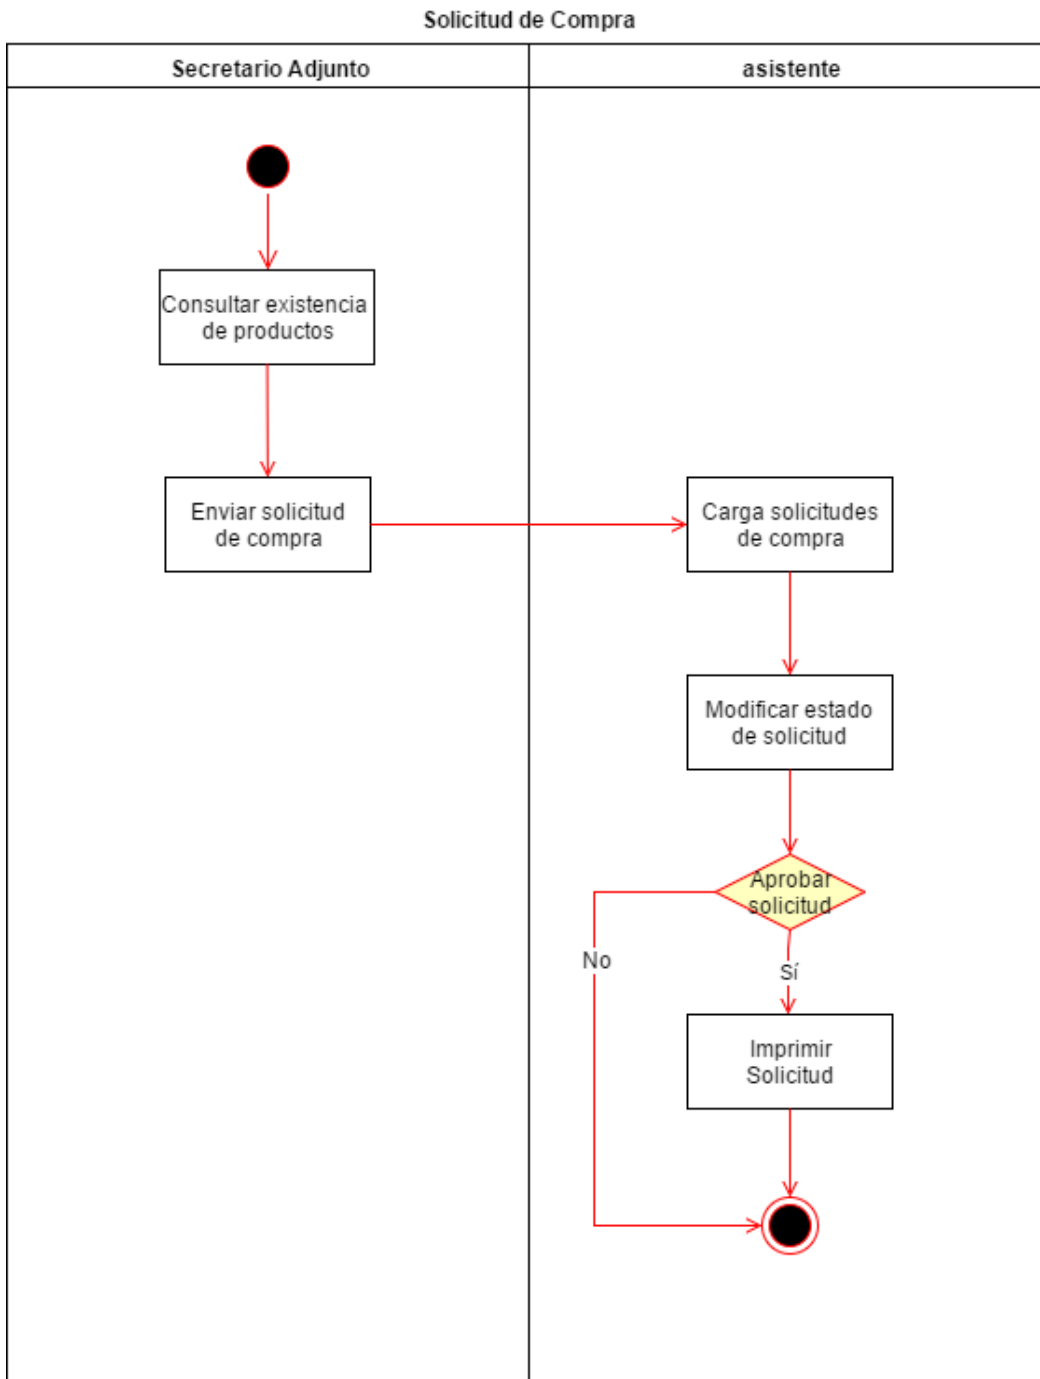 Solicitud de Compra
Secretario Adjunto
asistente
Consultar existencia
de productos
Enviar solicitud
de compra
Carga solicitudes
de compra
Modificar estado
de solicitud
Aprobar
solicitud
No
Sí
Imprimir
Solicitud